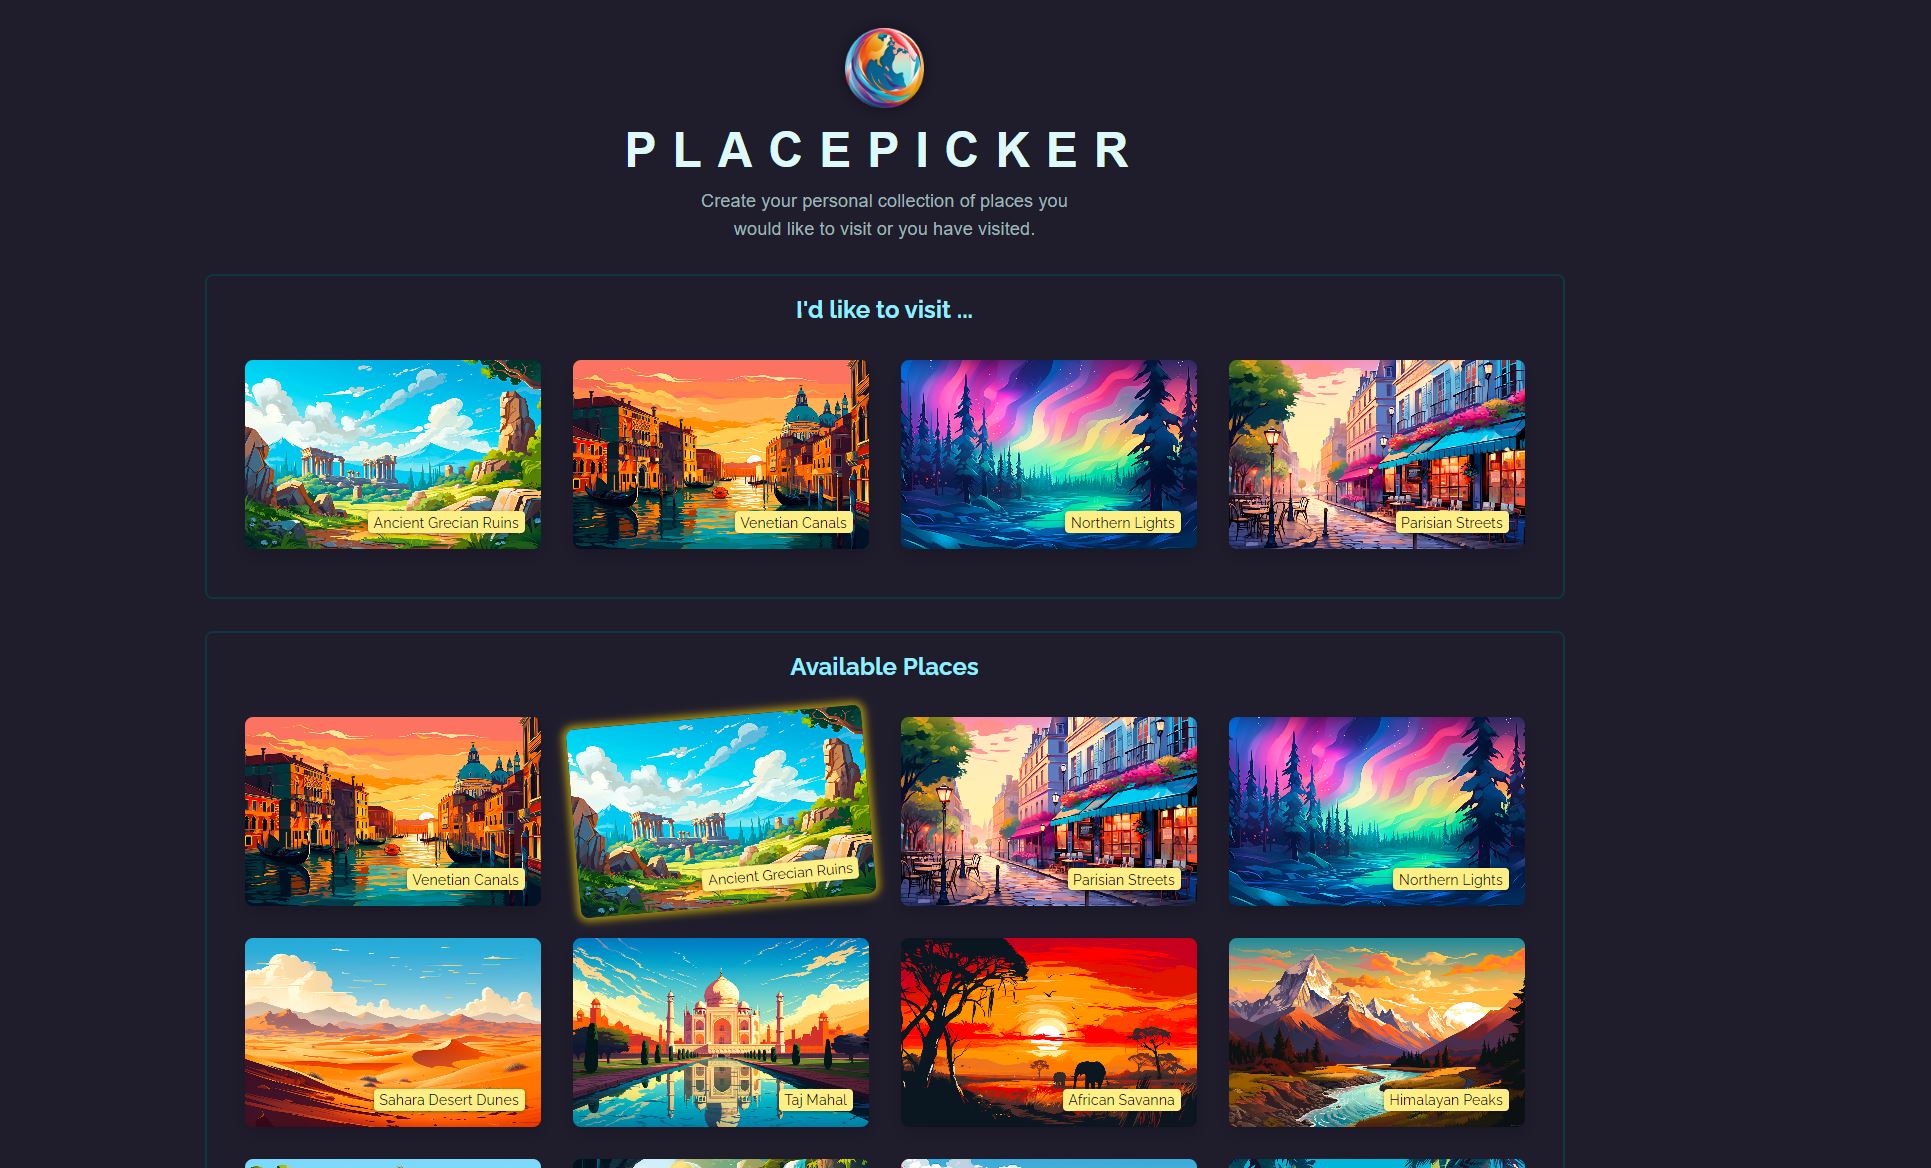 PLACEPICKER
Create your personal collection of places you
would like to visit or you have visited.
I'd like to visit ...
Ancient Grecian Ruins
Venetian Canals
Northern Lights
Parisian Streets
Available Places
Venetian Canals
Ancient Grecian Ruins
Parisian Streets
Northern Lights
Sahara Desert Dunes
Taj Mahal
African Savanna
Himalayan Peaks